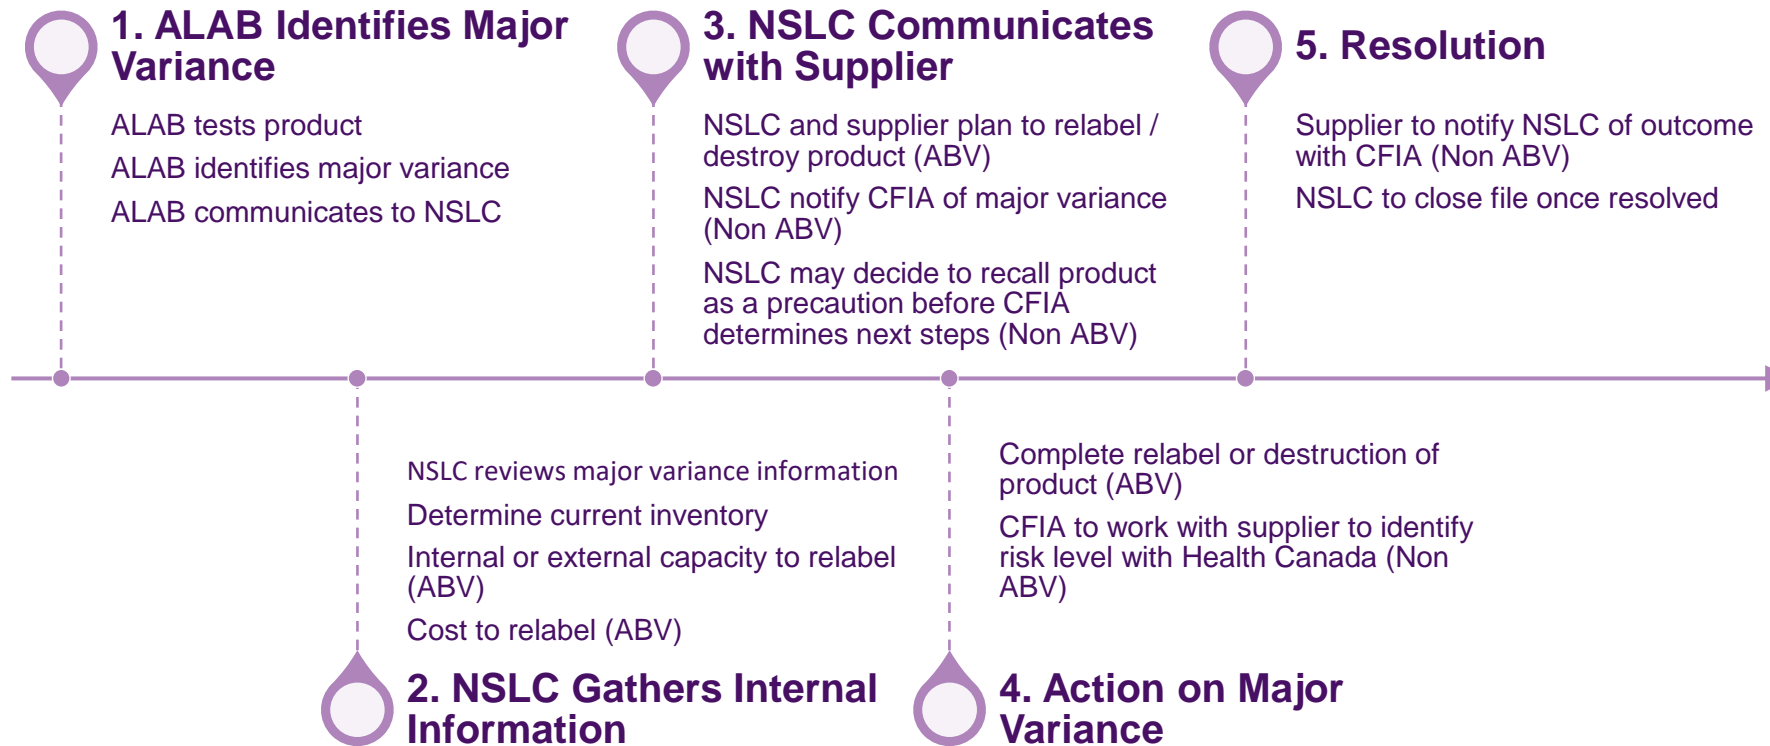 1. ALAB Identifies Major
Variance
ALAB tests product
ALAB identifies major variance
ALAB communicates to NSLC
NSLC reviews major variance information
Determine current inventory
Internal or external capacity to relabel
(ABV)
Cost to relabel (ABV)
2. NSLC Gathers Internal
Information
3. NSLC Communicates
with Supplier
NSLC and supplier plan to relabel /
destroy product (ABV)
NSLC notify CFIA of major variance
(Non ABV)
NSLC may decide to recall product
as a precaution before CFIA
determines next steps (Non ABV)
Complete relabel or destruction of
product (ABV)
CFIA to work with supplier to identify
risk level with Health Canada (Non
ABV)
4. Action on Major
Variance
5. Resolution
Supplier to notify NSLC of outcome
with CFIA (Non ABV)
NSLC to close file once resolved